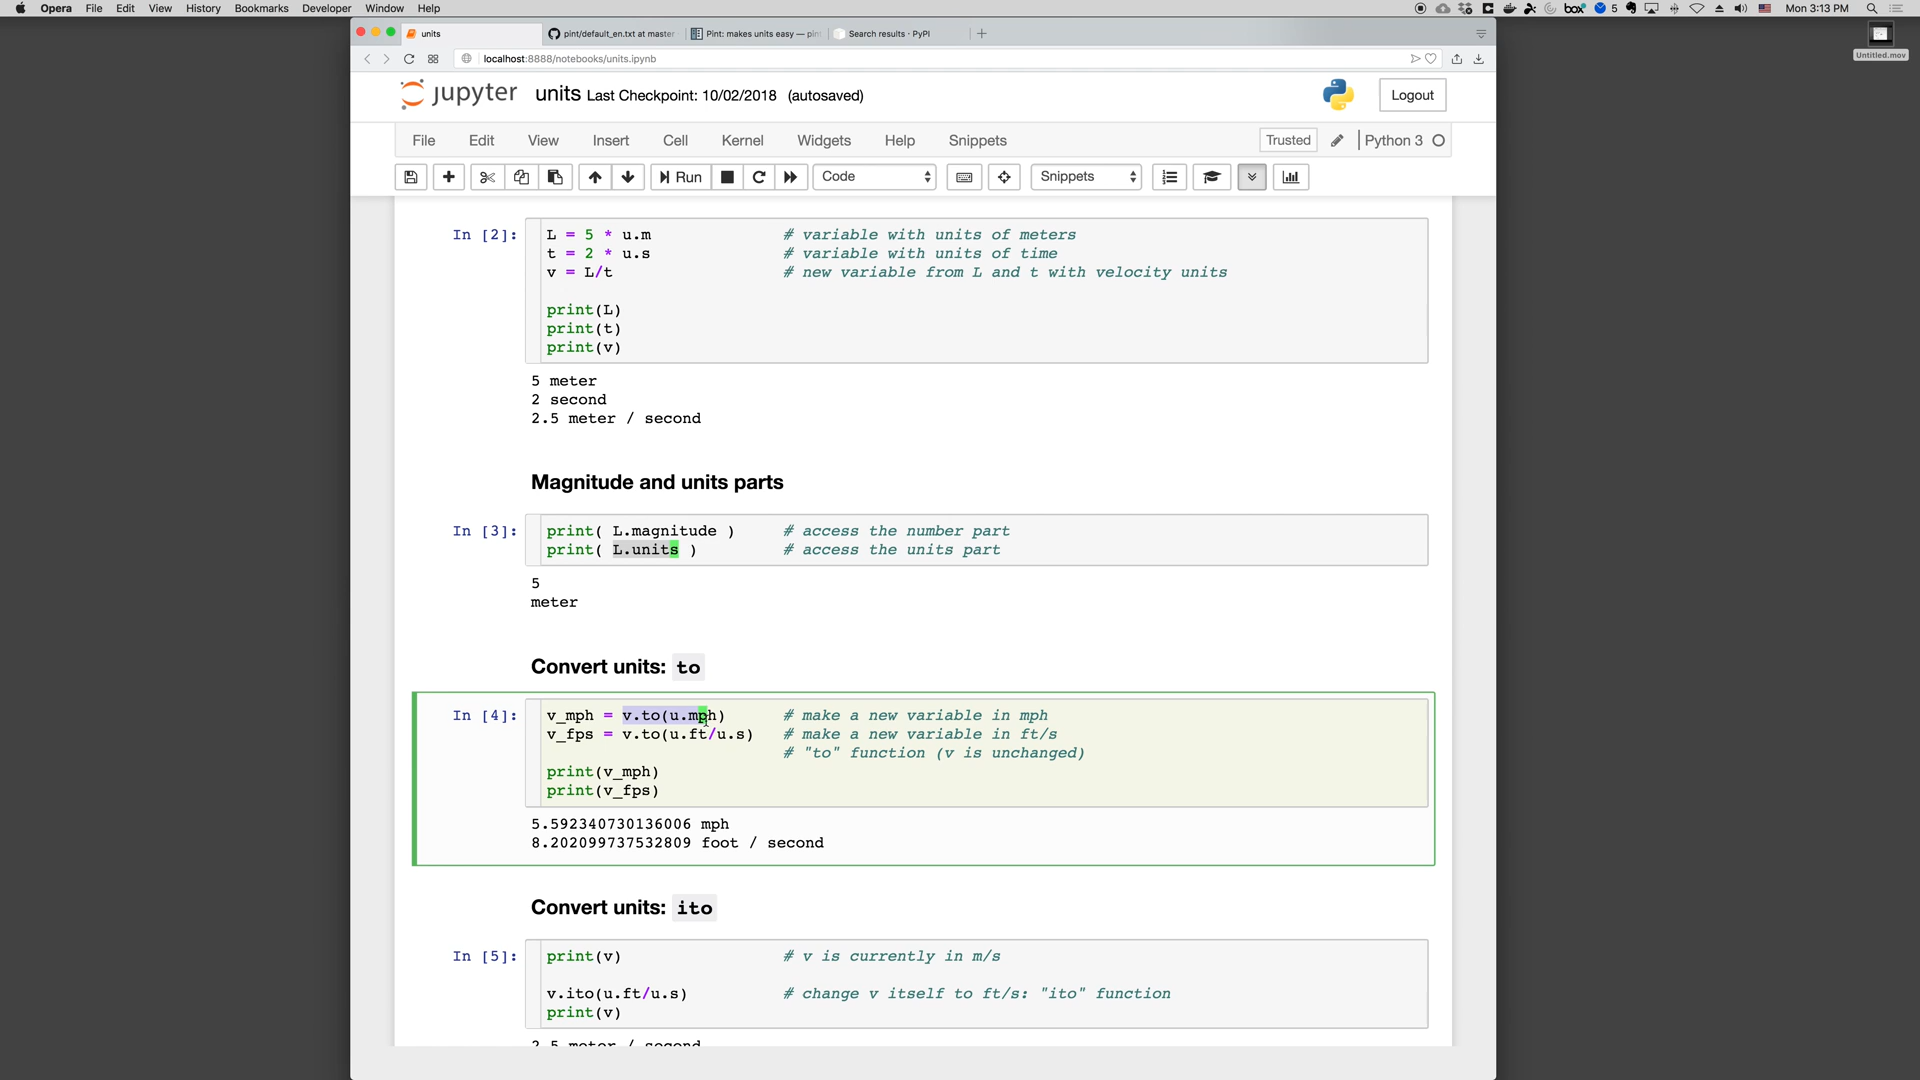 Opera File Edit View History Bookmarks Developer Window Help
box 5 Mon 3:13 PM
units pint/default_en.txt at master Pint: makes units easy — pin Search results · PyPI
localhost:8888/notebooks/units.ipynb
Untitled.mov
jupyter units Last Checkpoint: 10/02/2018 (autosaved) Logout
File Edit View Insert Cell Kernel Widgets Help Snippets Trusted Python 3
Run Code Snippets
In [2]: L = 5 * u.m # variable with units of meters
t = 2 * u.s # variable with units of time
v = L/t # new variable from L and t with velocity units
print(L)
print(t)
print(v)
5 meter
2 second
2.5 meter / second
Magnitude and units parts
In [3]: print( L.magnitude ) # access the number part
print( L.units ) # access the units part
5
meter
Convert units: to
In [4]: v_mph = v.to(u.mph) # make a new variable in mph
v_fps = v.to(u.ft/u.s) # make a new variable in ft/s
# "to" function (v is unchanged)
print(v_mph)
print(v_fps)
5.592340730136006 mph
8.202099737532809 foot / second
Convert units: ito
In [5]: print(v) # v is currently in m/s
v.ito(u.ft/u.s) # change v itself to ft/s: "ito" function
print(v)
2.5 meter / second